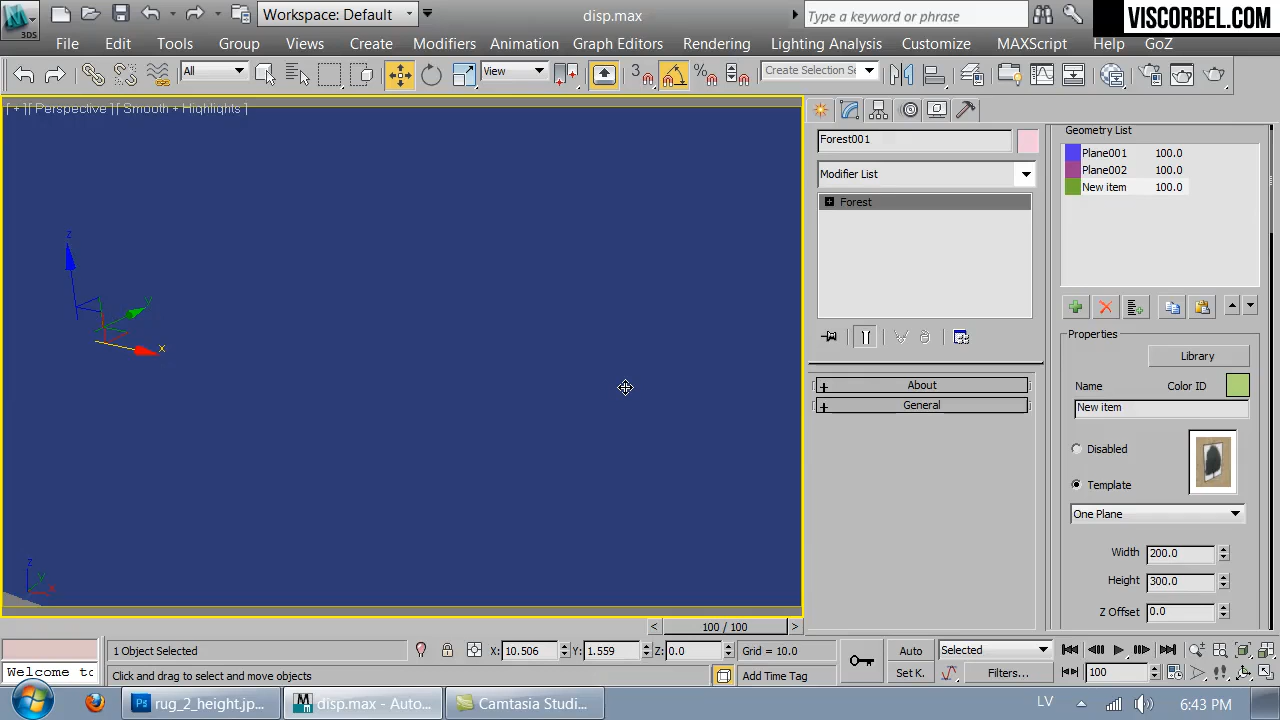 Workspace: Default
disp.max
Type a keyword or phrase
VISCORBEL.COM
3DS
File Edit Tools Group Views Create Modifiers Animation Graph Editors Rendering Lighting Analysis Customize MAXScript Help GoZ
All
View
3
Create Selection S
[ + ][ Perspective ][ Smooth + Highlights ]
z
y
x
z
y
x
Forest001
Modifier List
Forest
About
General
Geometry List
Plane001 100.0
Plane002 100.0
New item 100.0
Properties
Library
Name Color ID
New item
Disabled
Template
One Plane
Width 200.0
Height 300.0
Z Offset 0.0
100 / 100
1 Object Selected
X: 10.506 Y: 1.559 Z: 0.0
Grid = 10.0
Auto
Selected
Welcome to
Click and drag to select and move objects
Add Time Tag
Set K.
Filters...
100
rug_2_height.jp...
disp.max - Auto...
Camtasia Studi...
LV
6:43 PM